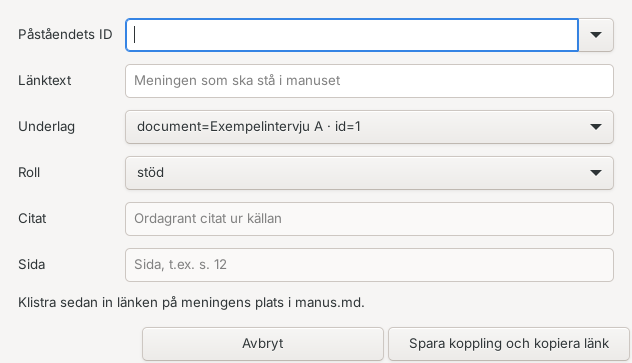 Påståendets ID
Länktext Meningen som ska stå i manuset
Underlag document=Exempelintervju A · id=1
Roll stöd
Citat Ordagrant citat ur källan
Sida Sida, t.ex. s. 12
Klistra sedan in länken på meningens plats i manus.md.
Avbryt Spara koppling och kopiera länk